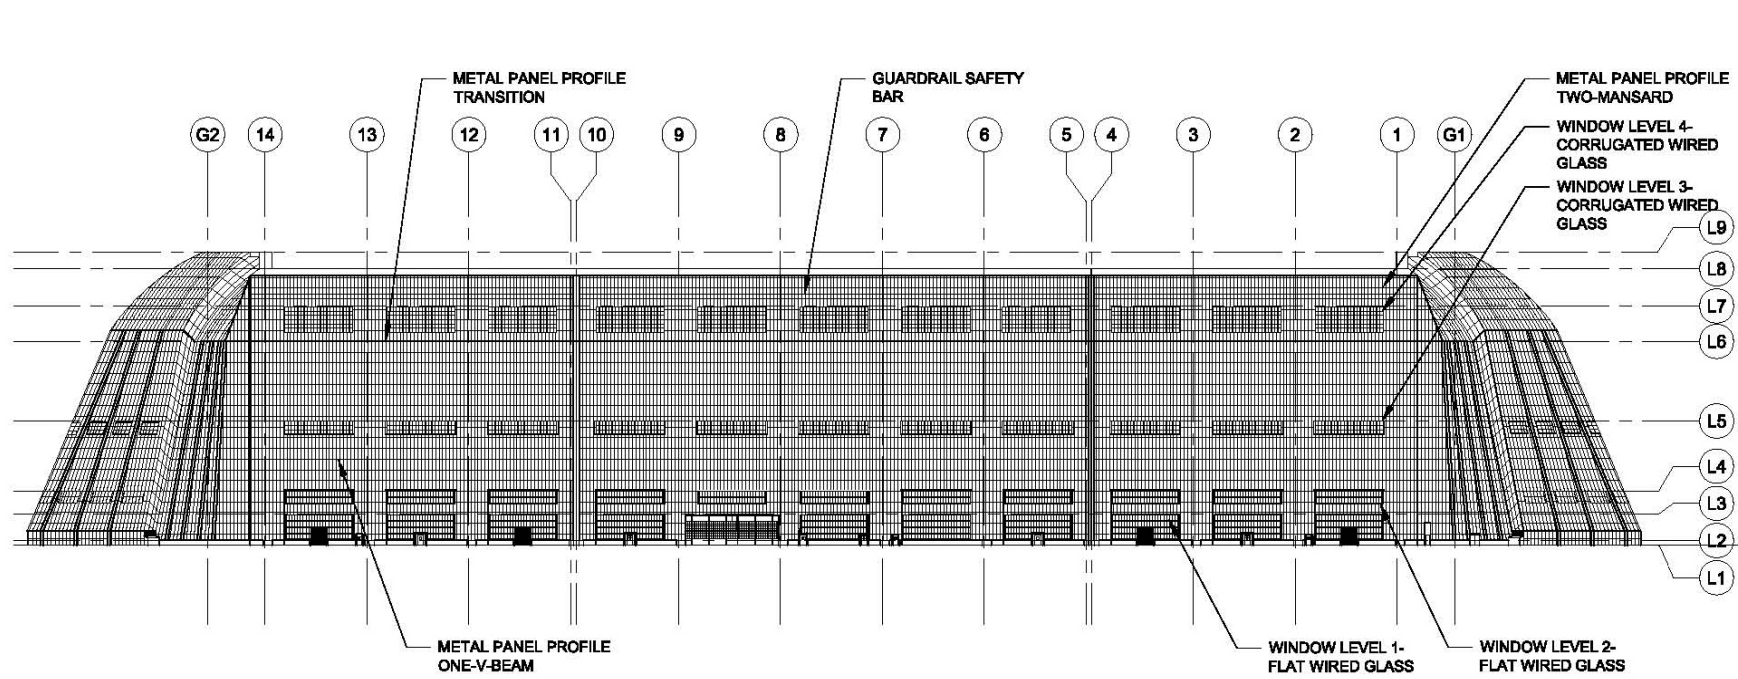 METAL PANEL PROFILE
TRANSITION
GUARDRAIL SAFETY
BAR
METAL PANEL PROFILE
TWO-MANSARD
WINDOW LEVEL 4-
CORRUGATED WIRED
GLASS
WINDOW LEVEL 3-
CORRUGATED WIRED
GLASS
G2 14 13 12 11 10 9 8 7 6 5 4 3 2 1 G1
L9
L8
L7
L6
L5
L4
L3
L2
L1
METAL PANEL PROFILE
ONE-V-BEAM
WINDOW LEVEL 1-
FLAT WIRED GLASS
WINDOW LEVEL 2-
FLAT WIRED GLASS